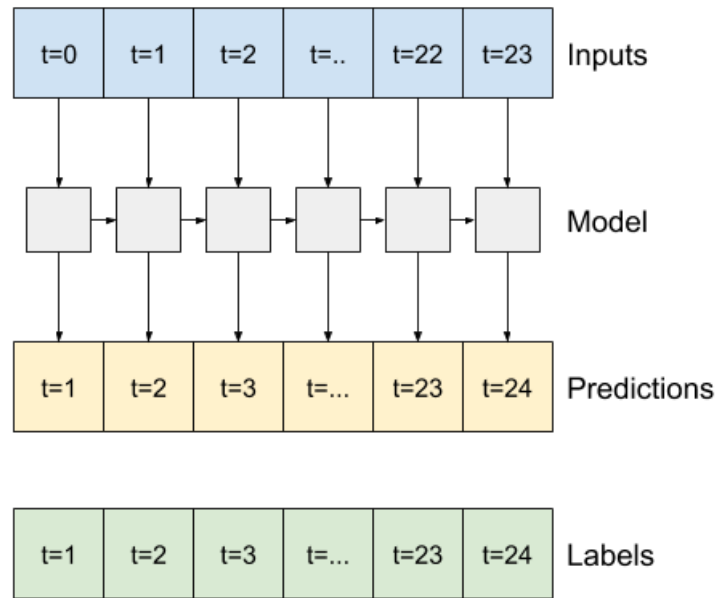 t=0 t=1 t=2 t=.. t=22 t=23 Inputs
Model
t=1 t=2 t=3 t=... t=23 t=24 Predictions
t=1 t=2 t=3 t=... t=23 t=24 Labels